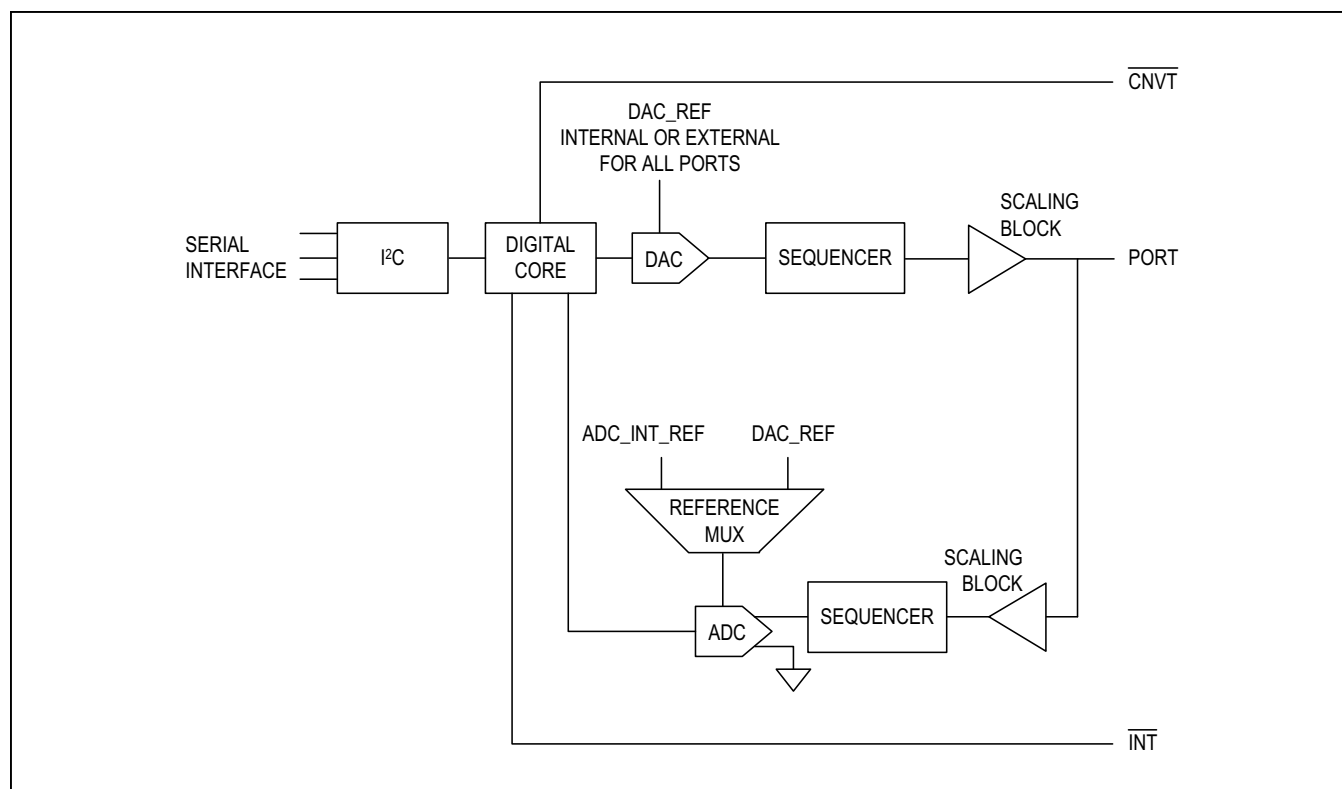 CNVT
DAC_REF
INTERNAL OR EXTERNAL
FOR ALL PORTS
SCALING
BLOCK
SERIAL
INTERFACE
I²C
DIGITAL
CORE
DAC
SEQUENCER
PORT
ADC_INT_REF
DAC_REF
REFERENCE
MUX
SCALING
BLOCK
ADC
SEQUENCER
INT